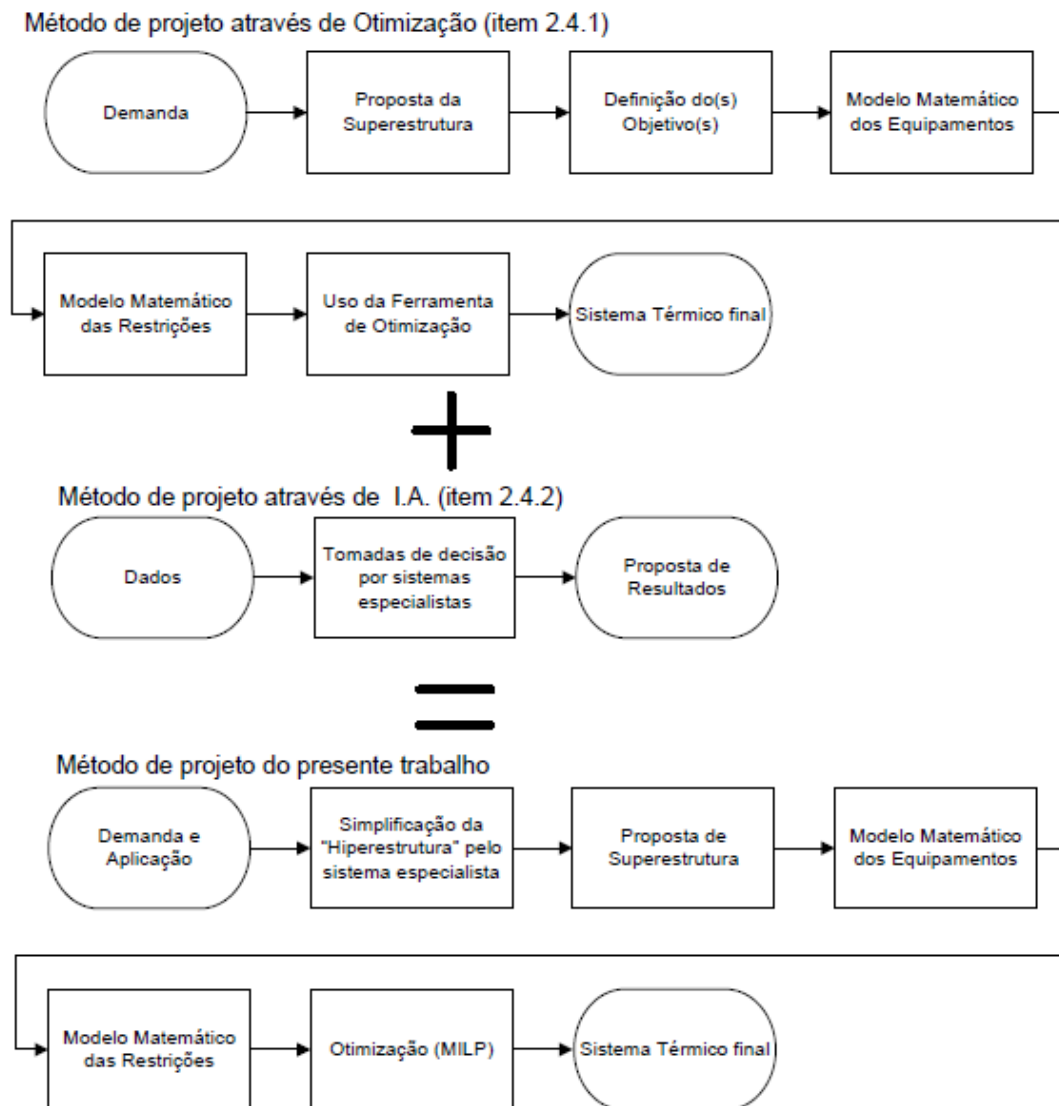 Método de projeto através de Otimização (item 2.4.1)
Demanda
Proposta da
Superestrutura
Definição do(s)
Objetivo(s)
Modelo Matemático
dos Equipamentos
Modelo Matemático
das Restrições
Uso da Ferramenta
de Otimização
Sistema Térmico final
+
Método de projeto através de I.A. (item 2.4.2)
Dados
Tomadas de decisão
por sistemas
especialistas
Proposta de
Resultados
=
Método de projeto do presente trabalho
Demanda e
Aplicação
Simplificação da
"Hiperestrutura" pelo
sistema especialista
Proposta de
Superestrutura
Modelo Matemático
dos Equipamentos
Modelo Matemático
das Restrições
Otimização (MILP)
Sistema Térmico final